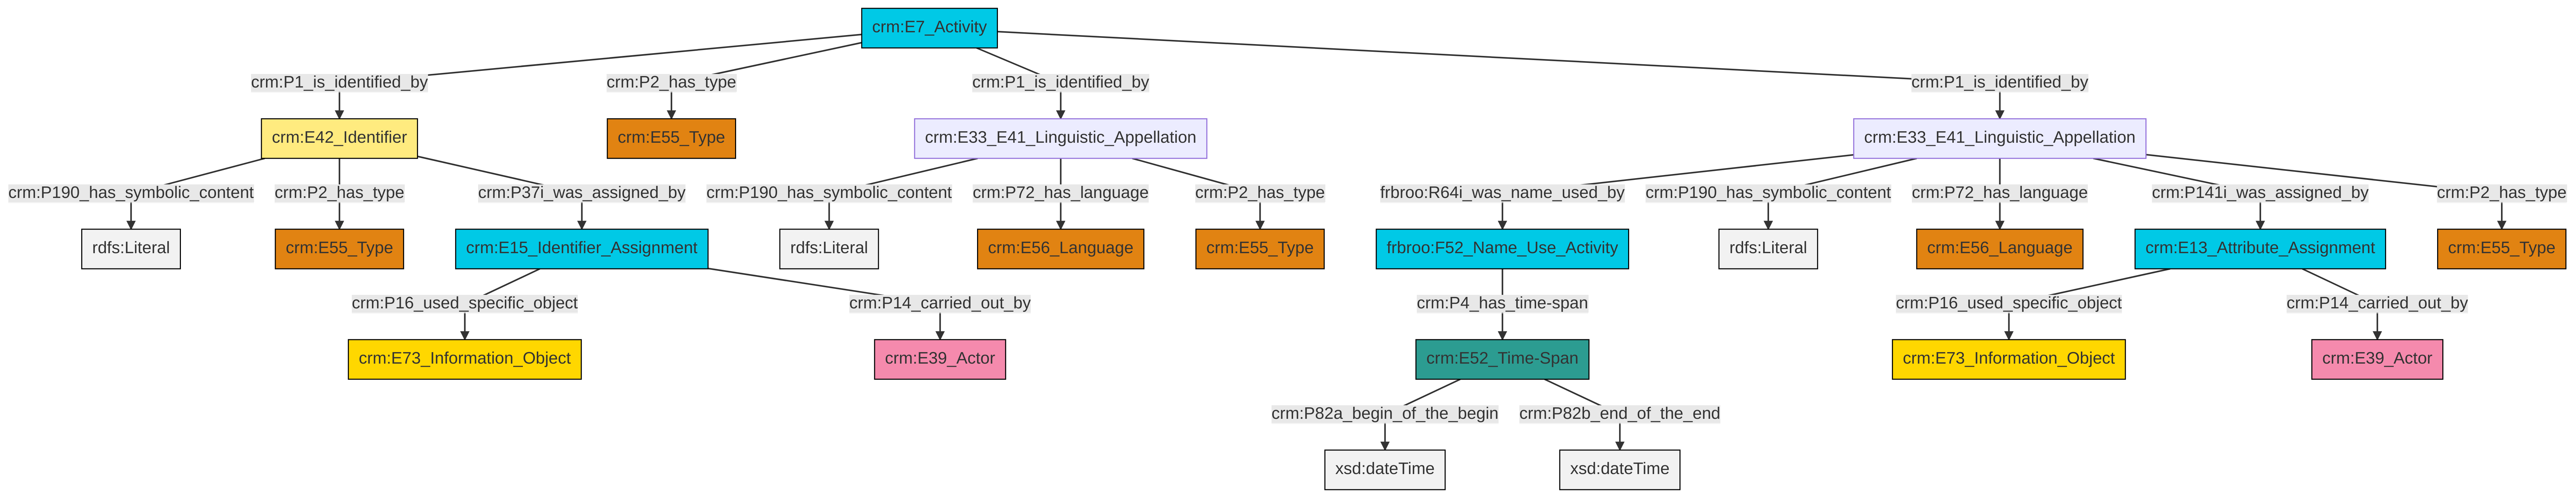 crm:E7_Activity
crm:P1_is_identified_by
crm:P2_has_type
crm:P1_is_identified_by
crm:P1_is_identified_by
crm:E42_Identifier
crm:E55_Type
crm:E33_E41_Linguistic_Appellation
crm:E33_E41_Linguistic_Appellation
crm:P190_has_symbolic_content
crm:P2_has_type
crm:P37i_was_assigned_by
crm:P190_has_symbolic_content
crm:P72_has_language
crm:P2_has_type
frbroo:R64i_was_name_used_by
crm:P190_has_symbolic_content
crm:P72_has_language
crm:P141i_was_assigned_by
crm:P2_has_type
rdfs:Literal
crm:E55_Type
crm:E15_Identifier_Assignment
rdfs:Literal
crm:E56_Language
crm:E55_Type
frbroo:F52_Name_Use_Activity
rdfs:Literal
crm:E56_Language
crm:E13_Attribute_Assignment
crm:E55_Type
crm:P16_used_specific_object
crm:P14_carried_out_by
crm:P4_has_time-span
crm:P16_used_specific_object
crm:P14_carried_out_by
crm:E73_Information_Object
crm:E39_Actor
crm:E52_Time-Span
crm:E73_Information_Object
crm:E39_Actor
crm:P82a_begin_of_the_begin
crm:P82b_end_of_the_end
xsd:dateTime
xsd:dateTime